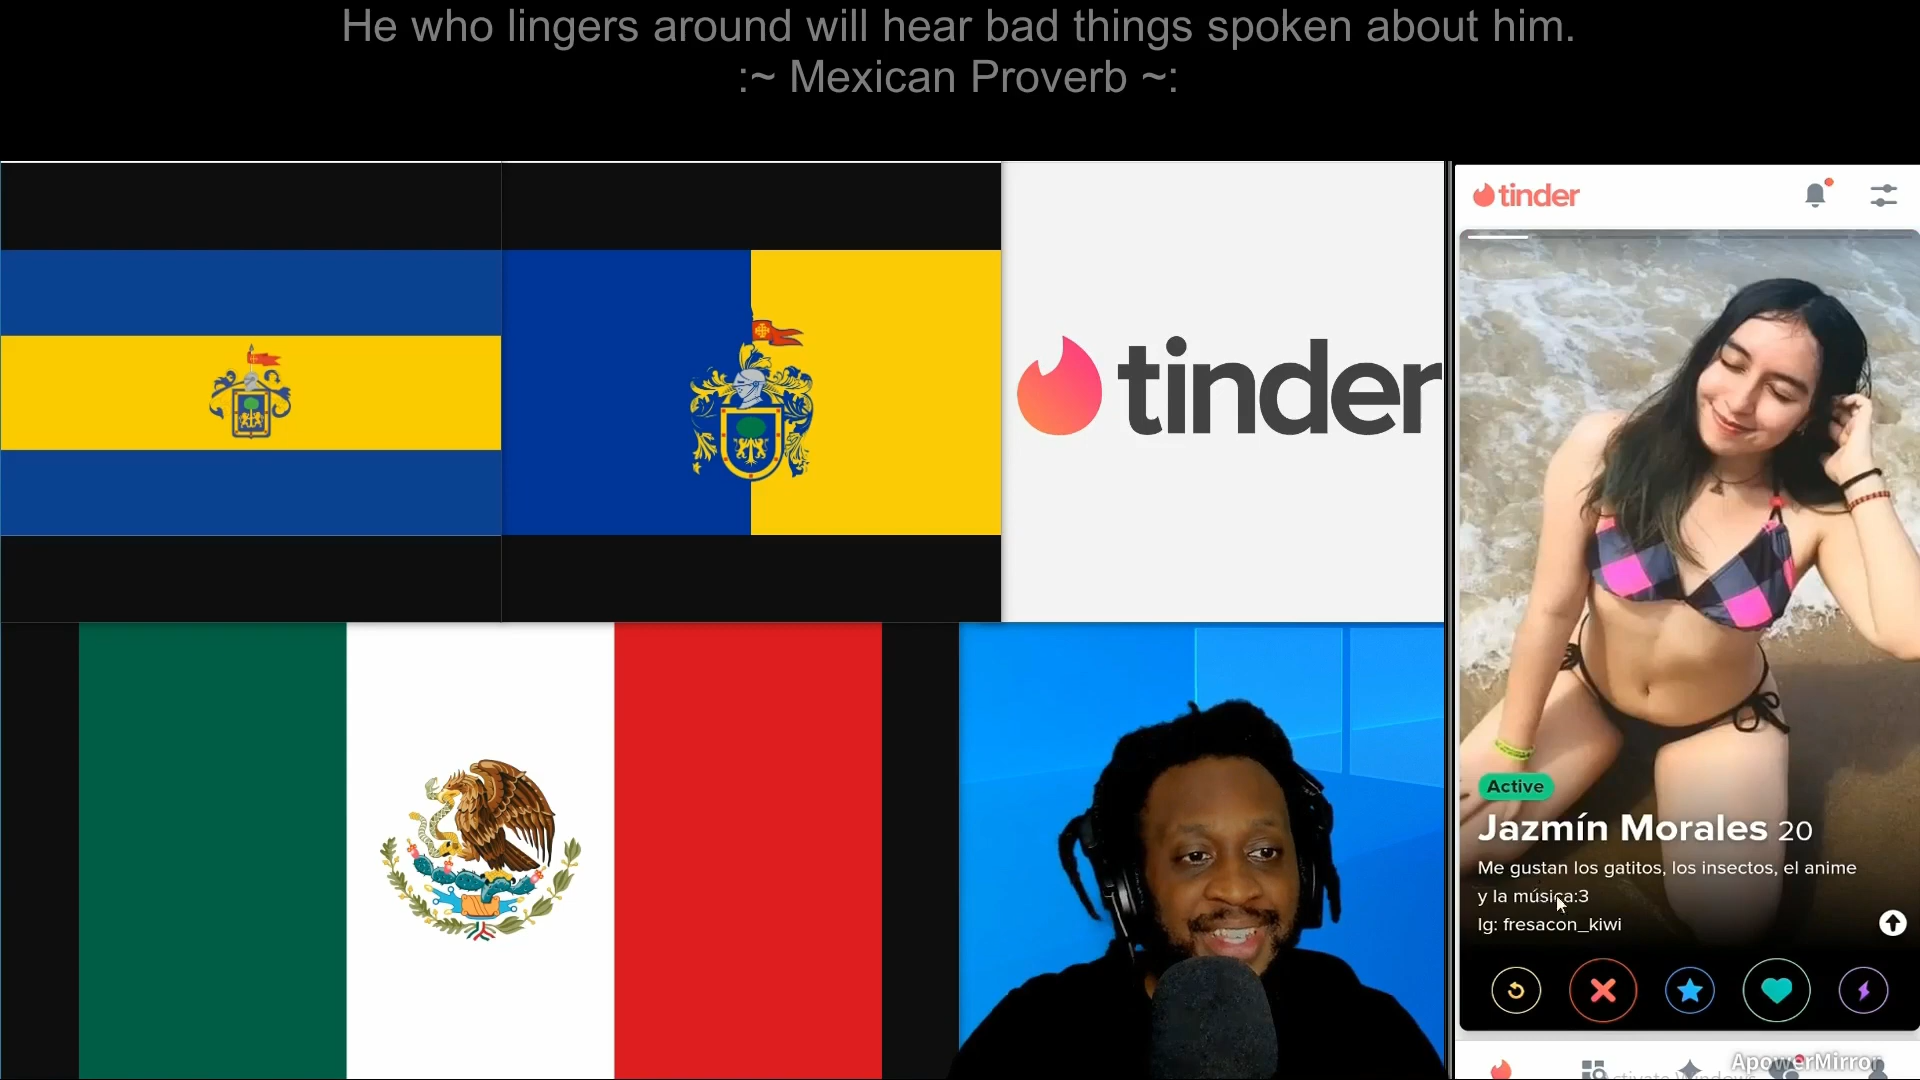 He who lingers around will hear bad things spoken about him.
:~ Mexican Proverb ~:
tinder
tinder
Active
Jazmín Morales 20
Me gustan los gatitos, los insectos, el anime
y la música:3
Ig: fresacon_kiwi
ApowerMirror